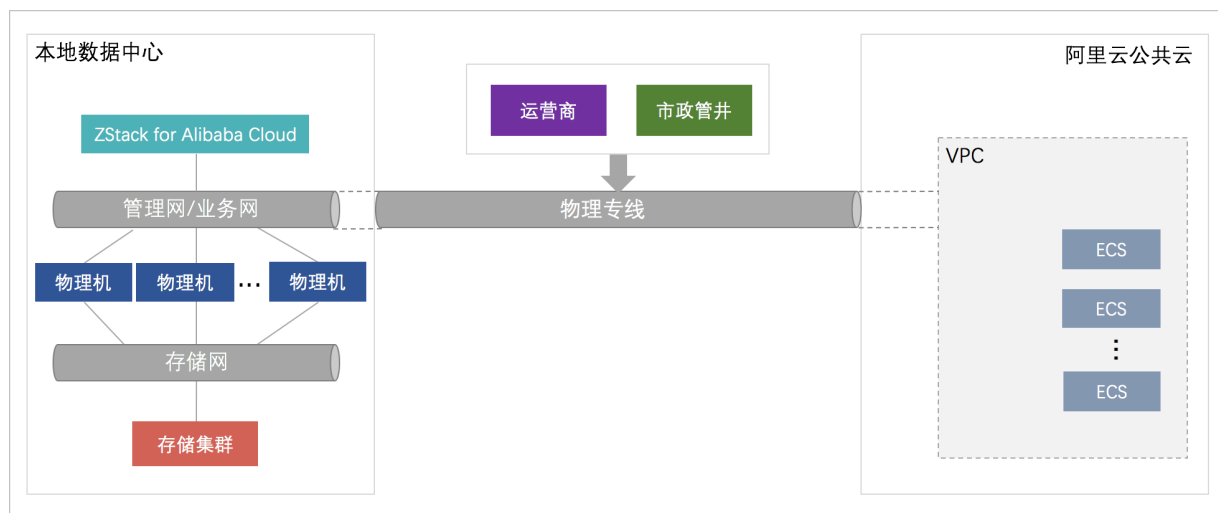 本地数据中心
阿里云公共云
运营商
市政管井
ZStack for Alibaba Cloud
VPC
管理网/业务网
物理专线
ECS
物理机
物理机
...
物理机
ECS
存储网
ECS
存储集群